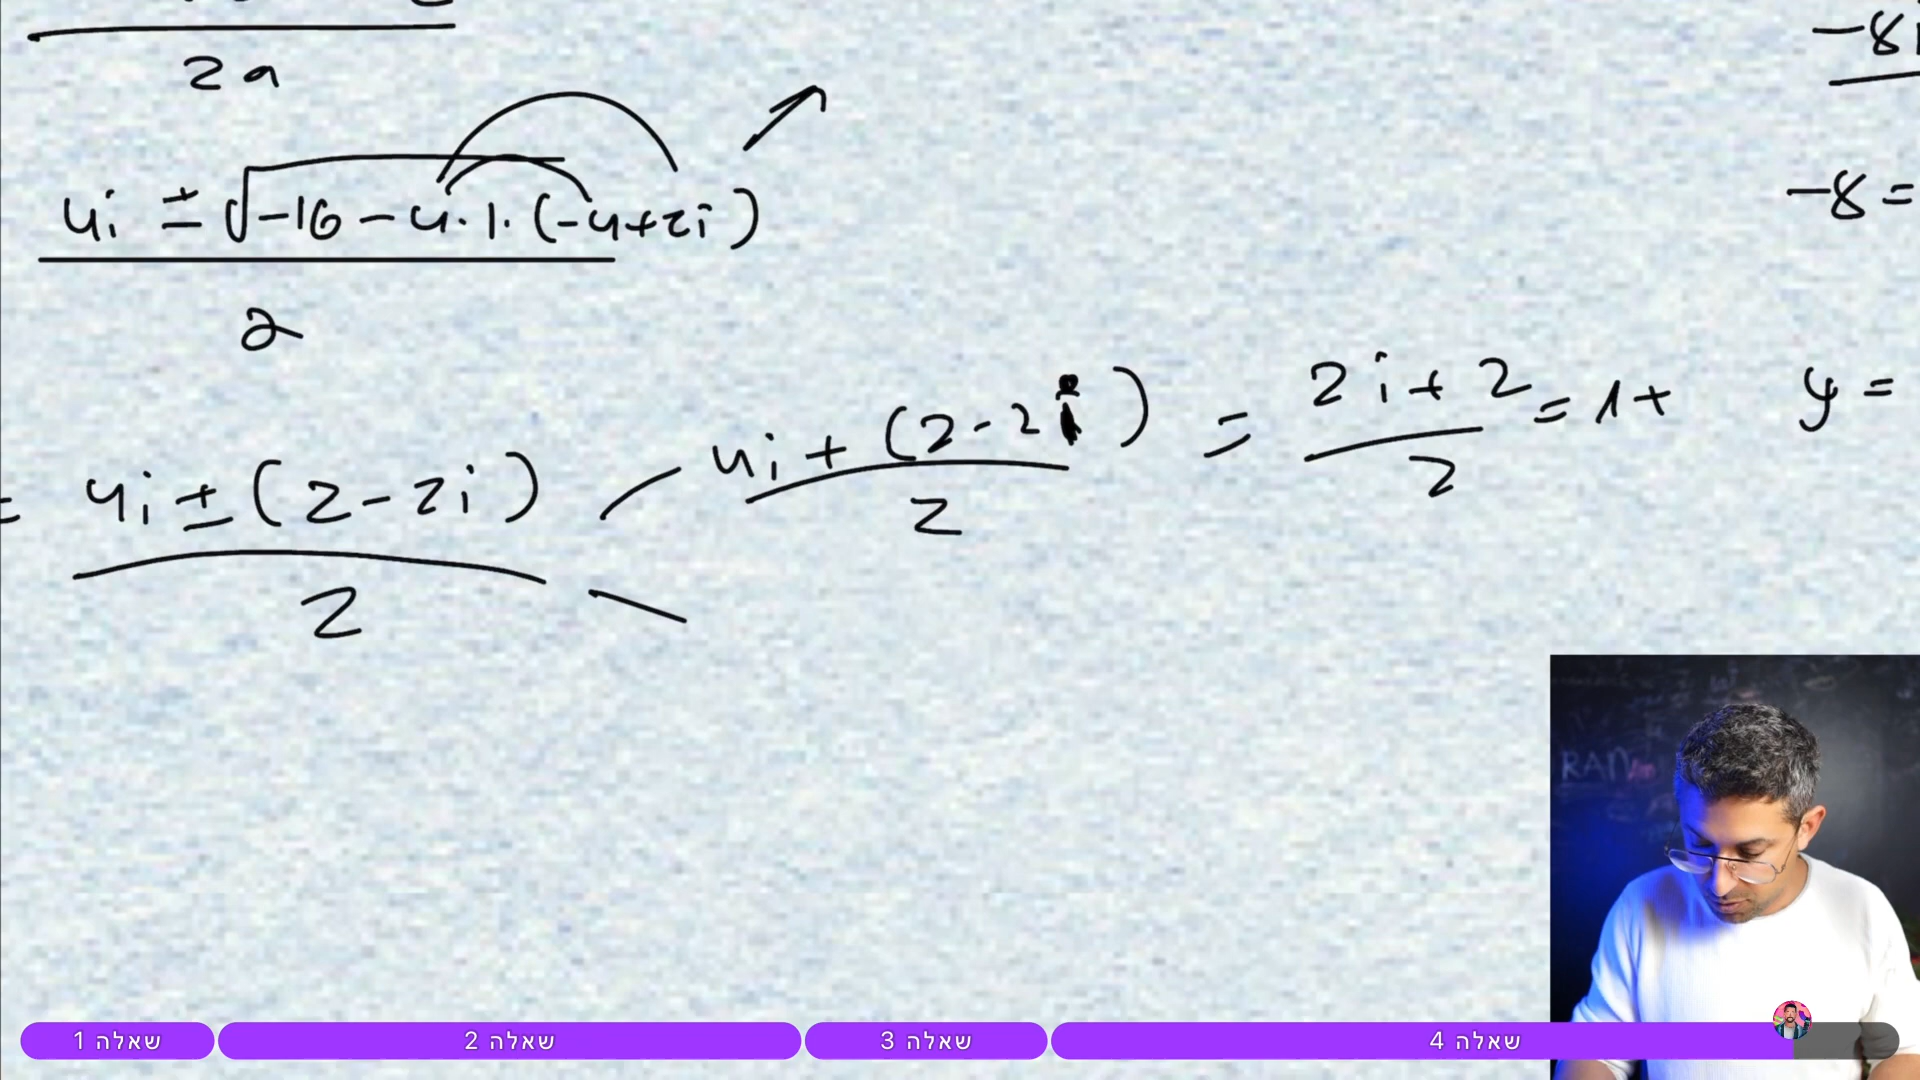 2a
-8
4i ± √-16 - 4·1·(-4+2i)
2
-8 =
= 4i ± (2-2i)
2
4i + (2-2i) = 2i + 2 = 1+
2
2
y =
RAN
שאלה 1
שאלה 2
שאלה 3
שאלה 4